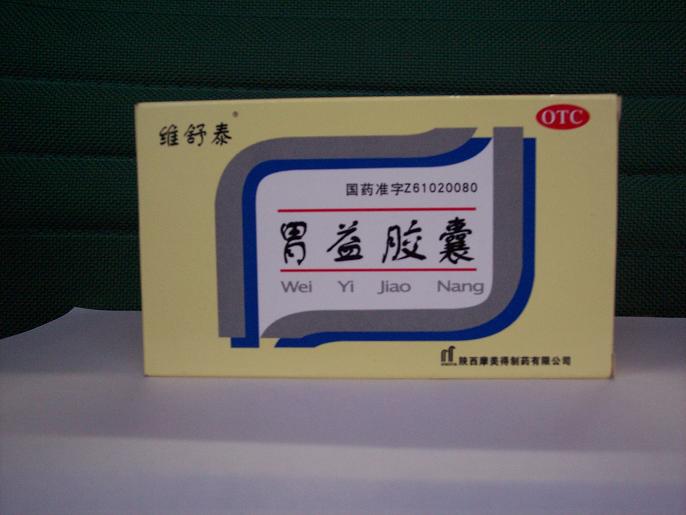 维舒泰®
OTC
国药准字Z61020080
胃益胶囊
Wei Yi Jiao Nang
陕西摩美得制药有限公司